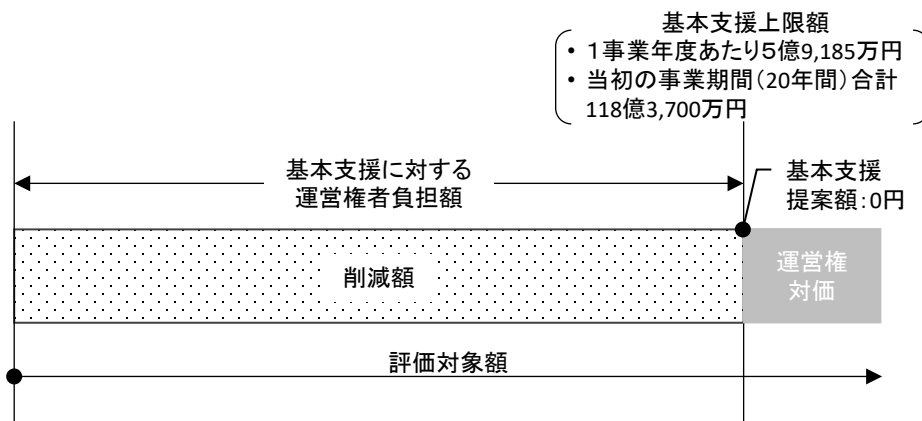 基本支援上限額
• １事業年度あたり５億9,185万円
• 当初の事業期間（20年間）合計
118億3,700万円
基本支援に対する
運営権者負担額
基本支援
提案額：0円
削減額
運営権
対価
評価対象額